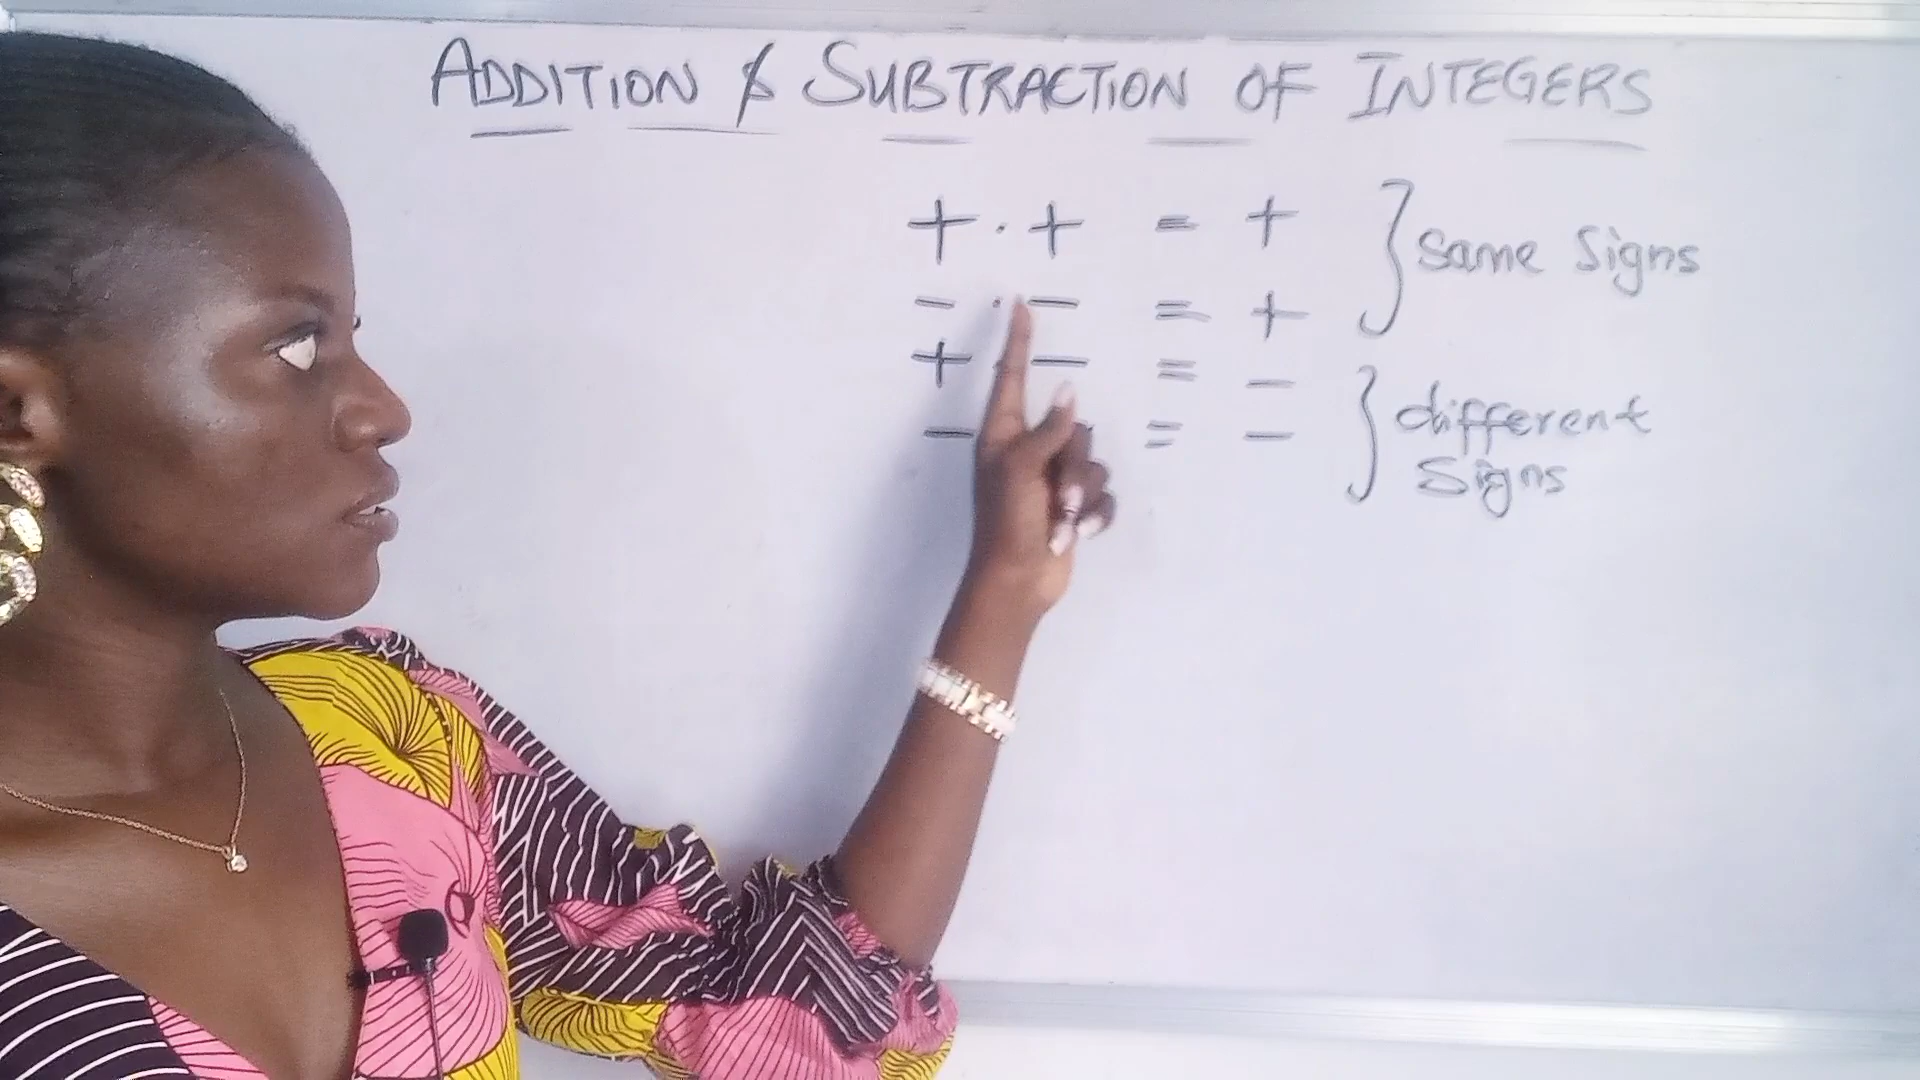 ADDITION & SUBTRACTION OF INTEGERS
+ . + = +
- . - = +
same signs
+ - = -
- = -
different
signs